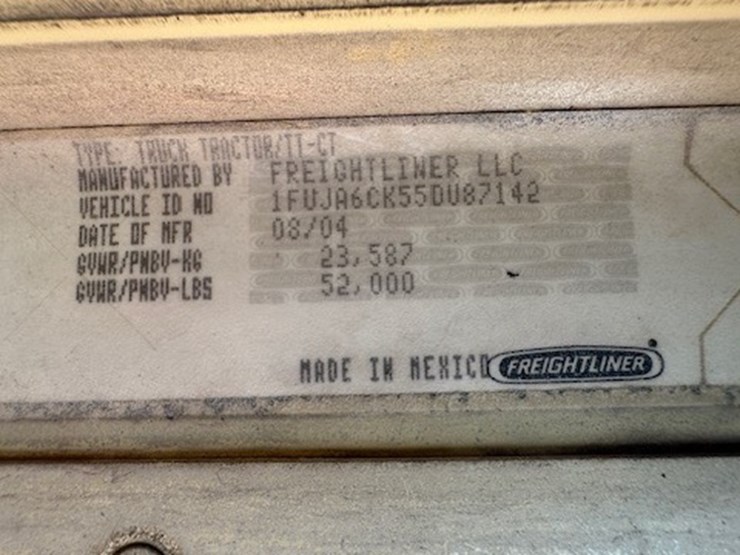 TYPE: TRUCK TRACTOR/TT-CT
MANUFACTURED BY FREIGHTLINER LLC
VEHICLE ID NO 1FUJA6CK55DU87142
DATE OF MFR 08/04
GVWR/PNBV-KG 23,587
GVWR/PNBV-LBS 52,000
MADE IN MEXICO FREIGHTLINER